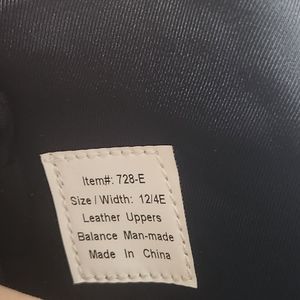 Item#: 728-E
Size / Width: 12/4E
Leather Uppers
Balance Man-made
Made In China